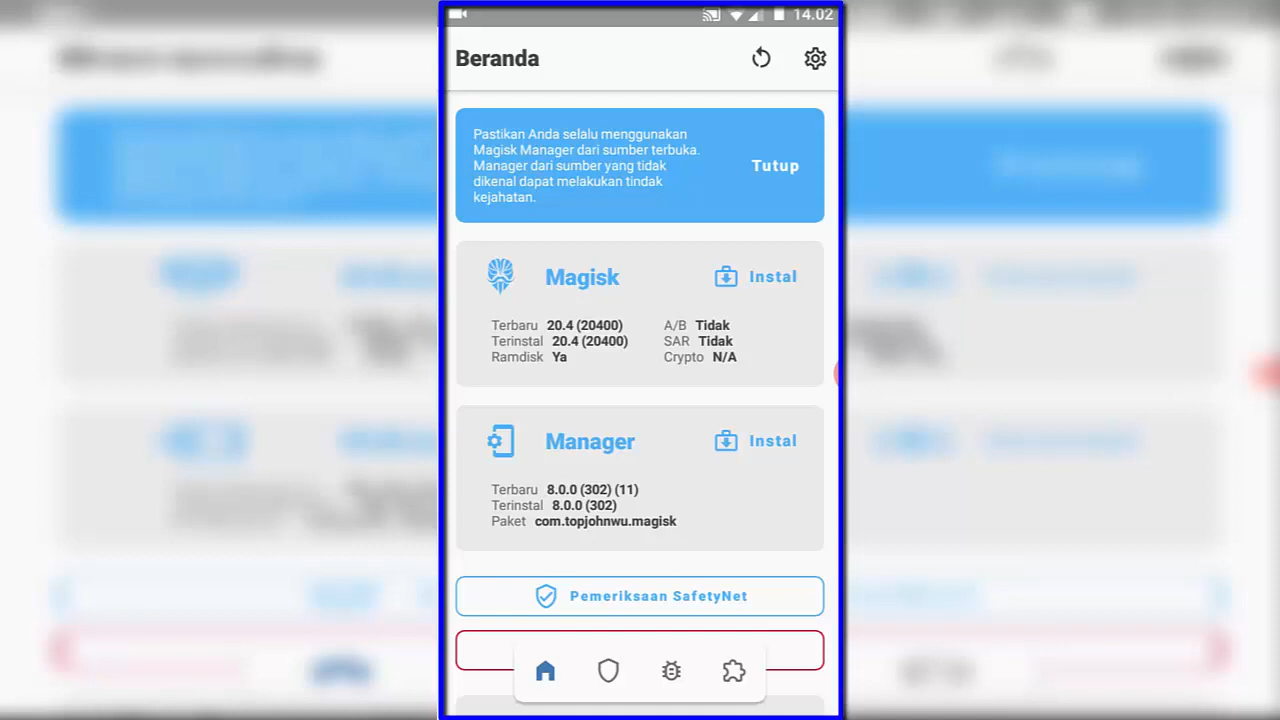 14.02
Beranda
Pastikan Anda selalu menggunakan
Magisk Manager dari sumber terbuka.
Manager dari sumber yang tidak
dikenal dapat melakukan tindak
kejahatan.
Tutup
Magisk
Instal
Terbaru 20.4 (20400)
A/B Tidak
Terinstal 20.4 (20400)
SAR Tidak
Ramdisk Ya
Crypto N/A
Manager
Instal
Terbaru 8.0.0 (302) (11)
Terinstal 8.0.0 (302)
Paket com.topjohnwu.magisk
Pemeriksaan SafetyNet